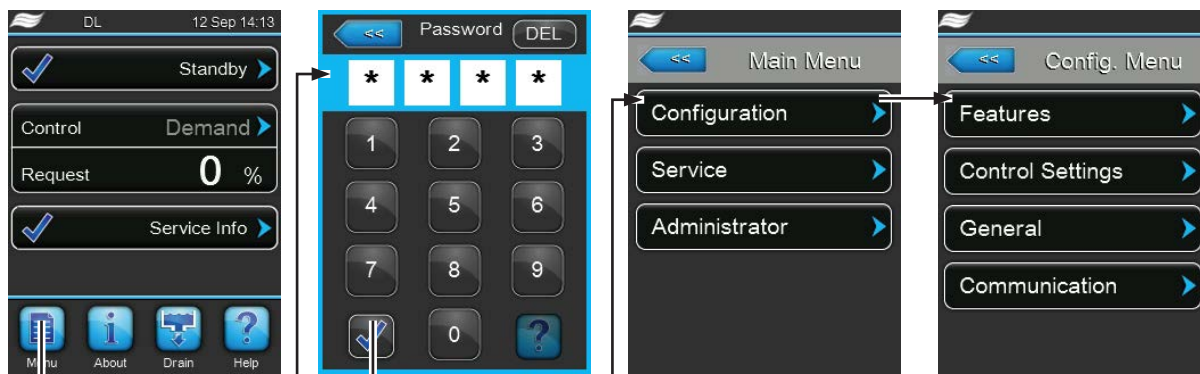 DL 12 Sep 14:13
Standby
Control Demand
Request 0 %
Service Info
Menu About Drain Help
<< Password DEL
* * * *
1 2 3
4 5 6
7 8 9
0 ?
<< Main Menu
Configuration
Service
Administrator
<< Config. Menu
Features
Control Settings
General
Communication